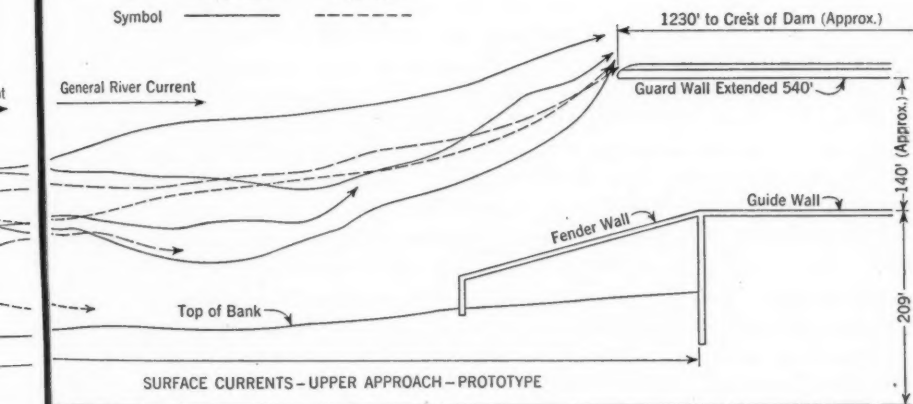 Symbol
1230' to Crest of Dam (Approx.)
General River Current
Guard Wall Extended 540'
140' (Approx.)
Guide Wall
Fender Wall
Top of Bank
209'
SURFACE CURRENTS – UPPER APPROACH – PROTOTYPE